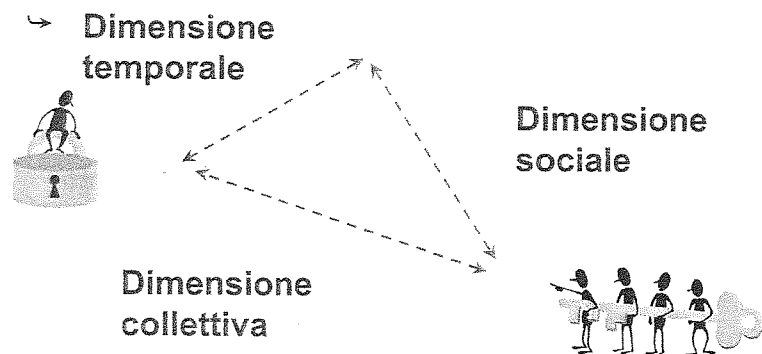 Dimensione
temporale
Dimensione
sociale
Dimensione
collettiva